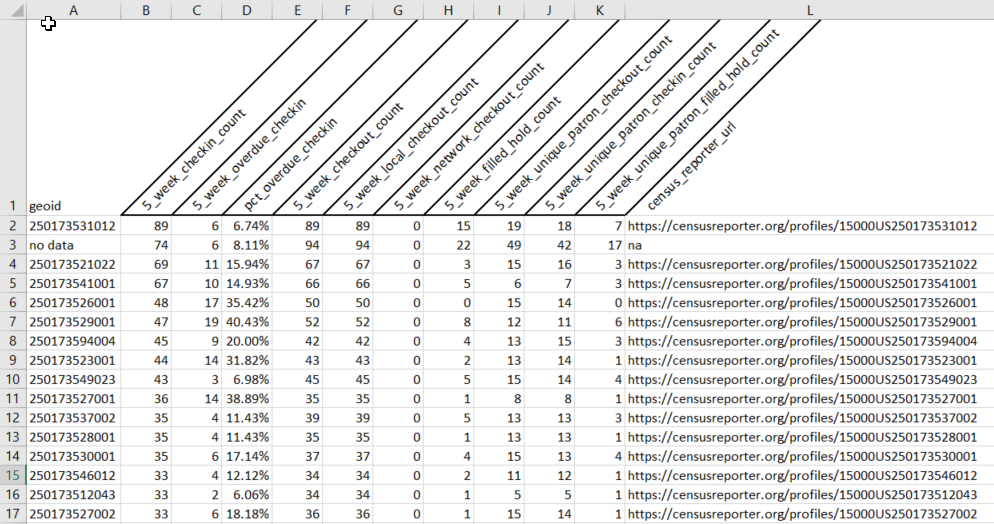 A B C D E F G H I J K L
1 geoid 5_week_checkin_count 5_week_overdue_checkin pct_overdue_checkin 5_week_checkout_count 5_week_local_checkout_count 5_week_network_checkout_count 5_week_filled_hold_count 5_week_unique_patron_checkout_count 5_week_unique_patron_checkin_count 5_week_unique_patron_filled_hold_count census_reporter_url
2 250173531012 89 6 6.74% 89 89 0 15 19 18 7 https://censusreporter.org/profiles/15000US250173531012
3 no data 74 6 8.11% 94 94 0 22 49 42 17 na
4 250173521022 69 11 15.94% 67 67 0 3 15 16 3 https://censusreporter.org/profiles/15000US250173521022
5 250173541001 67 10 14.93% 66 66 0 5 6 7 3 https://censusreporter.org/profiles/15000US250173541001
6 250173526001 48 17 35.42% 50 50 0 0 15 14 0 https://censusreporter.org/profiles/15000US250173526001
7 250173529001 47 19 40.43% 52 52 0 8 12 11 6 https://censusreporter.org/profiles/15000US250173529001
8 250173594004 45 9 20.00% 42 42 0 4 13 15 3 https://censusreporter.org/profiles/15000US250173594004
9 250173523001 44 14 31.82% 43 43 0 2 13 14 1 https://censusreporter.org/profiles/15000US250173523001
10 250173549023 43 3 6.98% 45 45 0 5 15 14 4 https://censusreporter.org/profiles/15000US250173549023
11 250173527001 36 14 38.89% 35 35 0 1 8 8 1 https://censusreporter.org/profiles/15000US250173527001
12 250173537002 35 4 11.43% 39 39 0 5 13 13 3 https://censusreporter.org/profiles/15000US250173537002
13 250173528001 35 4 11.43% 35 35 0 1 13 13 1 https://censusreporter.org/profiles/15000US250173528001
14 250173530001 35 6 17.14% 37 37 0 4 15 13 4 https://censusreporter.org/profiles/15000US250173530001
15 250173546012 33 4 12.12% 34 34 0 2 11 12 1 https://censusreporter.org/profiles/15000US250173546012
16 250173512043 33 2 6.06% 34 34 0 1 5 5 1 https://censusreporter.org/profiles/15000US250173512043
17 250173527002 33 6 18.18% 36 36 0 1 15 14 1 https://censusreporter.org/profiles/15000US250173527002